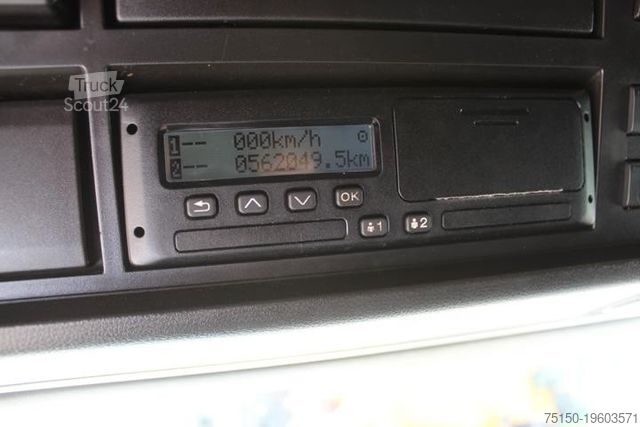 Truck
Scout24
1 -- 000km/h
2 -- 0562049.5km
OK
1
2
75150-19603571